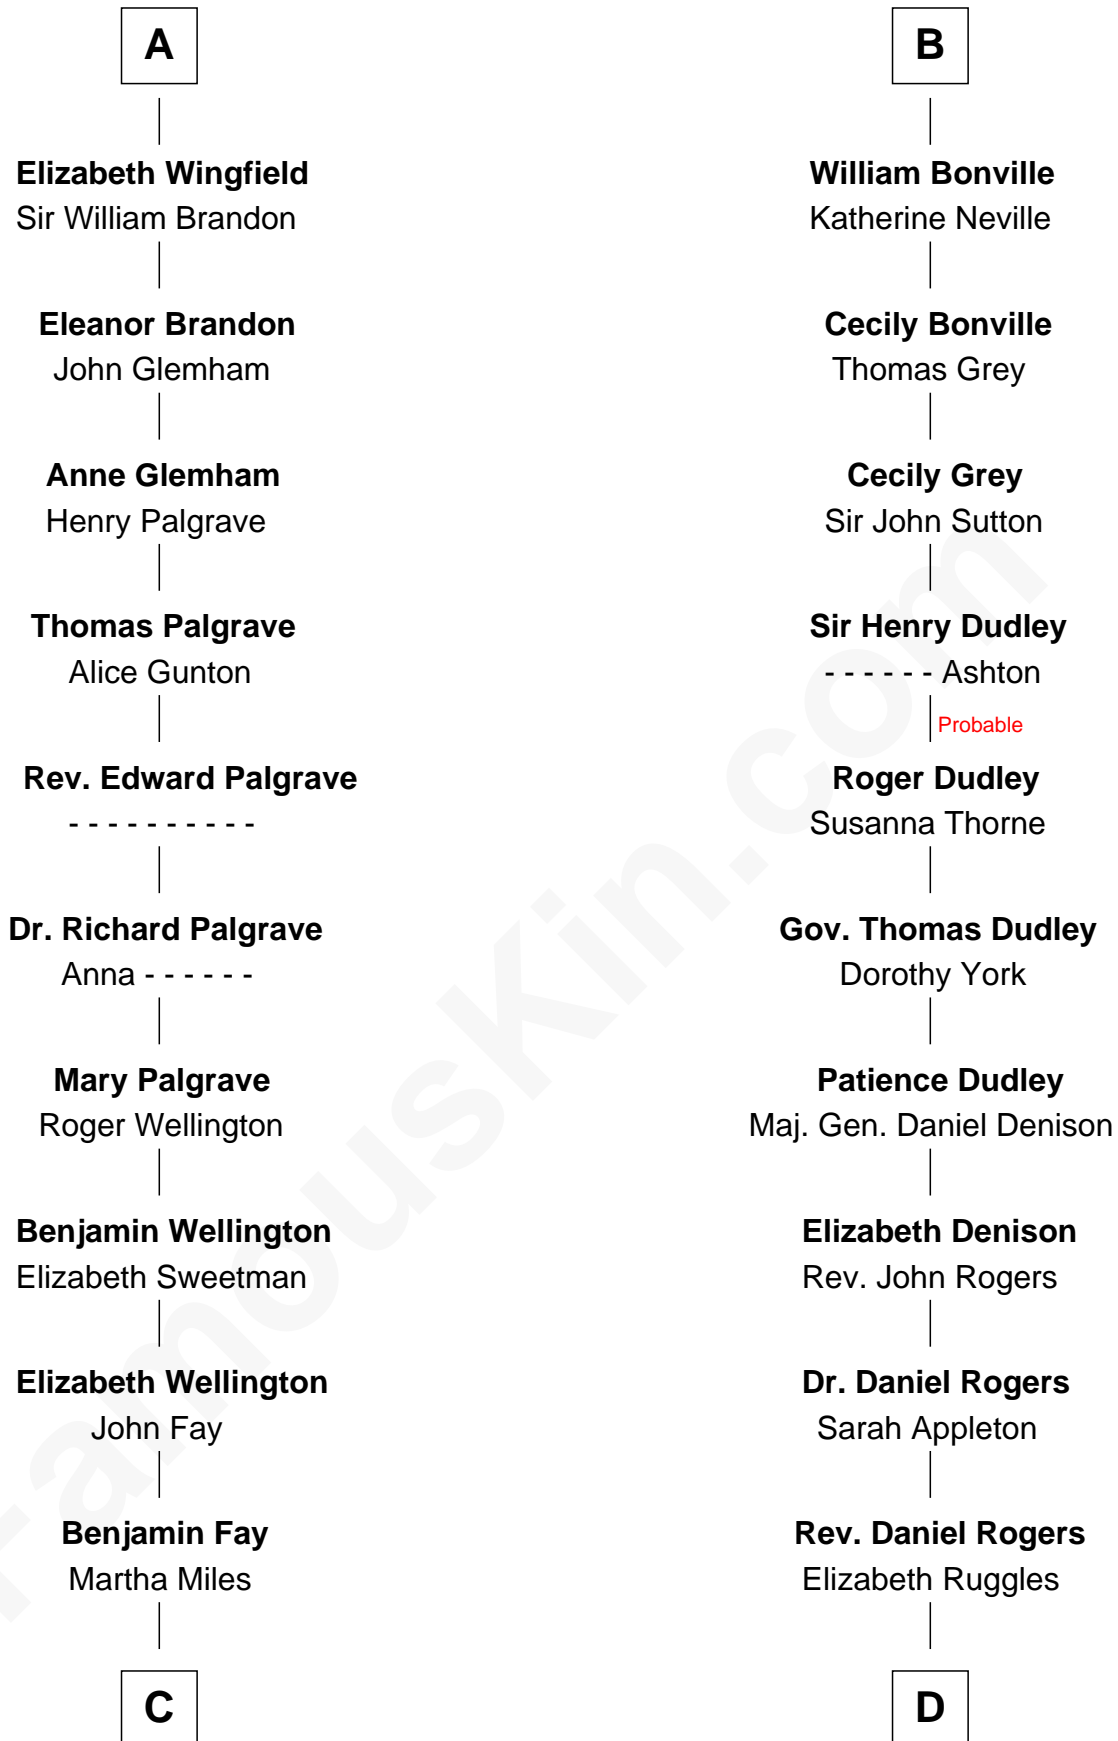 A
Elizabeth Wingfield
Sir William Brandon
Eleanor Brandon
John Glemham
Anne Glemham
Henry Palgrave
Thomas Palgrave
Alice Gunton
Rev. Edward Palgrave
- - - - - - - - - -
Dr. Richard Palgrave
Anna - - - - - -
Mary Palgrave
Roger Wellington
Benjamin Wellington
Elizabeth Sweetman
Elizabeth Wellington
John Fay
Benjamin Fay
Martha Miles
C
B
William Bonville
Katherine Neville
Cecily Bonville
Thomas Grey
Cecily Grey
Sir John Sutton
Sir Henry Dudley
- - - - - - Ashton
Probable
Roger Dudley
Susanna Thorne
Gov. Thomas Dudley
Dorothy York
Patience Dudley
Maj. Gen. Daniel Denison
Elizabeth Denison
Rev. John Rogers
Dr. Daniel Rogers
Sarah Appleton
Rev. Daniel Rogers
Elizabeth Ruggles
D
FamousKin.com